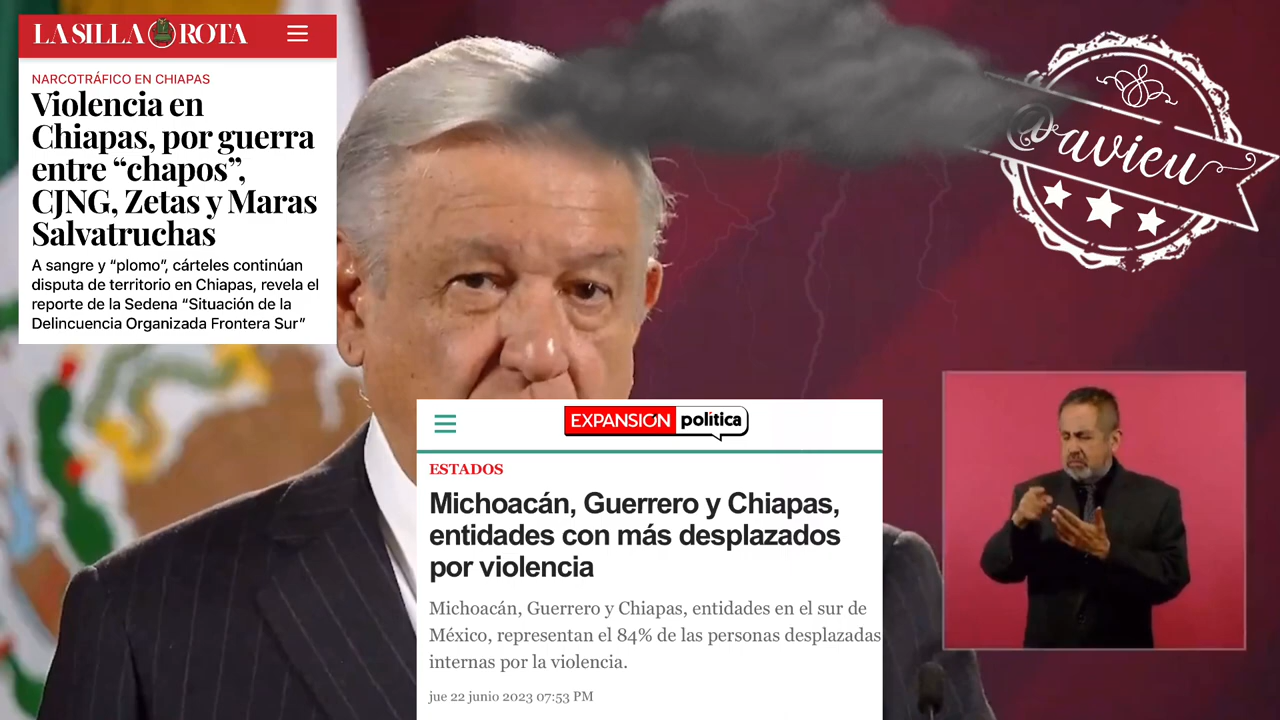 LA SILLA ROTA
NARCOTRÁFICO EN CHIAPAS
Violencia en
Chiapas, por guerra
entre “chapos”,
CJNG, Zetas y Maras
Salvatruchas
A sangre y “plomo”, cárteles continúan
disputa de territorio en Chiapas, revela el
reporte de la Sedena “Situación de la
Delincuencia Organizada Frontera Sur”
@avieu
EXPANSIÓN política
ESTADOS
Michoacán, Guerrero y Chiapas,
entidades con más desplazados
por violencia
Michoacán, Guerrero y Chiapas, entidades en el sur de
México, representan el 84% de las personas desplazadas
internas por la violencia.
jue 22 junio 2023 07:53 PM